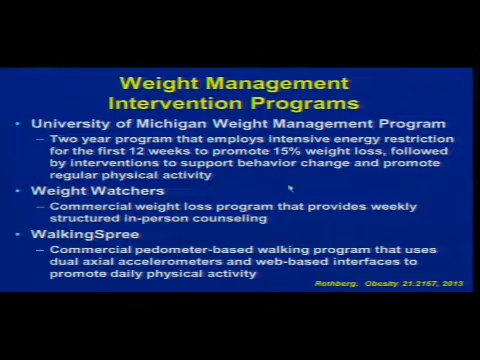 Weight Management
Intervention Programs
• University of Michigan Weight Management Program
– Two year program that employs intensive energy restriction
for the first 12 weeks to promote 15% weight loss, followed
by interventions to support behavior change and promote
regular physical activity
• Weight Watchers
– Commercial weight loss program that provides weekly
structured in-person counseling
• WalkingSpree
– Commercial pedometer-based walking program that uses
dual axial accelerometers and web-based interfaces to
promote daily physical activity
Rothberg. Obesity 21:2157, 2013